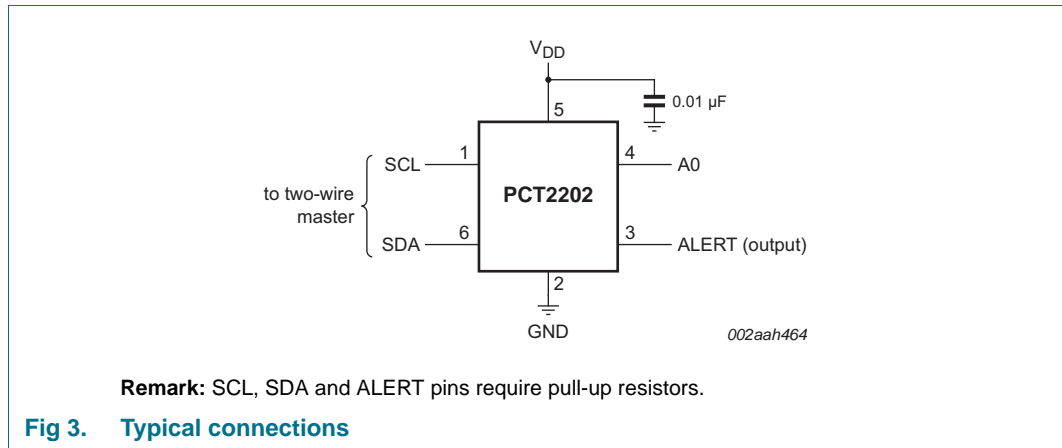 VDD
0.01 µF
5
1
4
SCL
A0
PCT2202
to two-wire
master
6
3
SDA
ALERT (output)
2
GND
002aah464
Remark: SCL, SDA and ALERT pins require pull-up resistors.
Fig 3. Typical connections